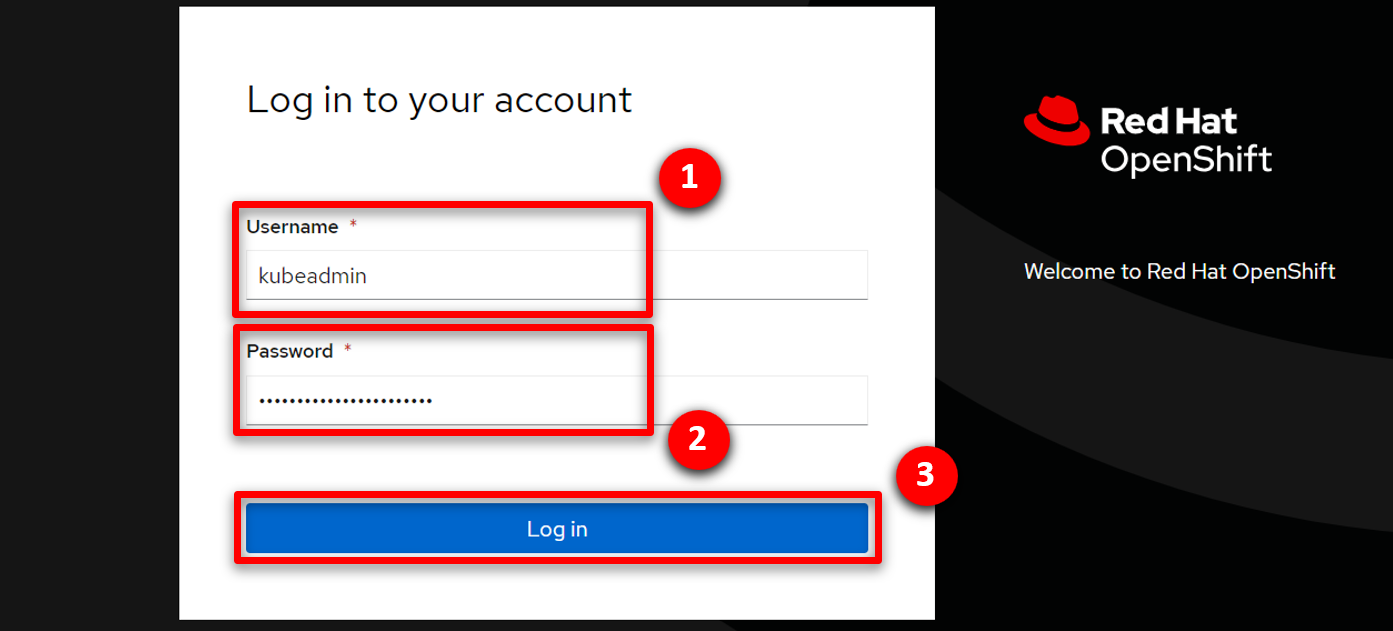 Log in to your account
1
Username *
kubeadmin
Password *
•••••••••••••••••••••••
2
3
Log in
Red Hat
OpenShift
Welcome to Red Hat OpenShift